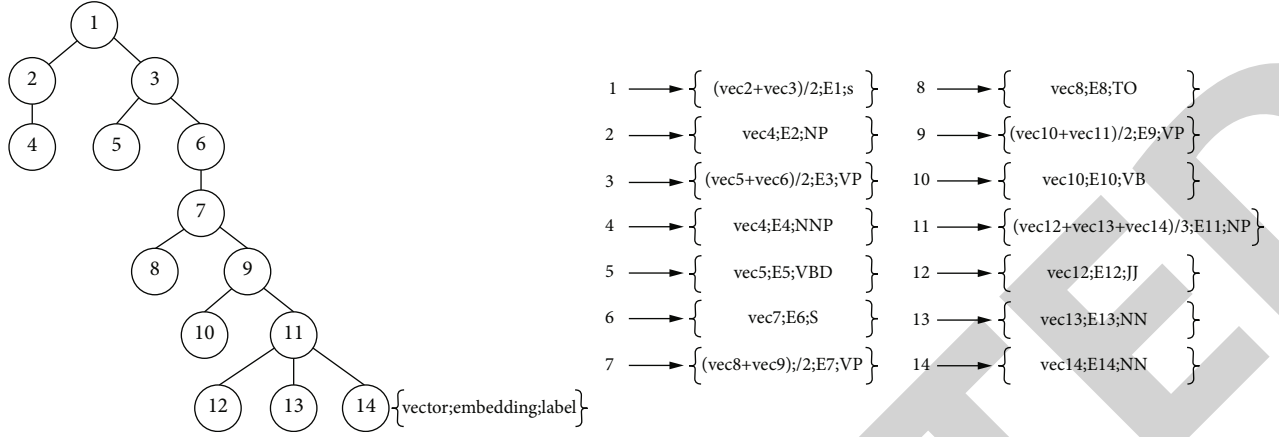 1
2 3
4 5 6
7
8 9
10 11
12 13 14 {vector;embedding;label}
1 {(vec2+vec3)/2;E1;s}
2 {vec4;E2;NP}
3 {(vec5+vec6)/2;E3;VP}
4 {vec4;E4;NNP}
5 {vec5;E5;VBD}
6 {vec7;E6;S}
7 {(vec8+vec9);/2;E7;VP}
8 {vec8;E8;TO}
9 {(vec10+vec11)/2;E9;VP}
10 {vec10;E10;VB}
11 {(vec12+vec13+vec14)/3;E11;NP}
12 {vec12;E12;JJ}
13 {vec13;E13;NN}
14 {vec14;E14;NN}
TED